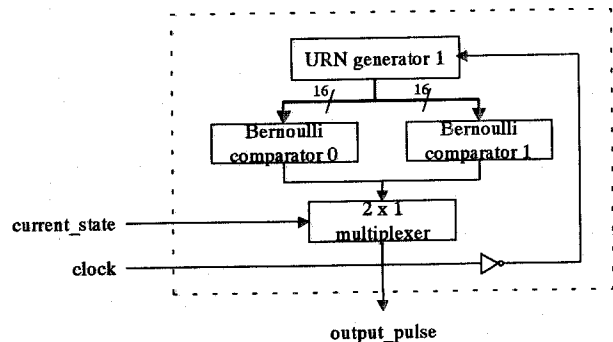 URN generator 1
16
16
Bernoulli
comparator 0
Bernoulli
comparator 1
2 x 1
multiplexer
current_state
clock
output_pulse